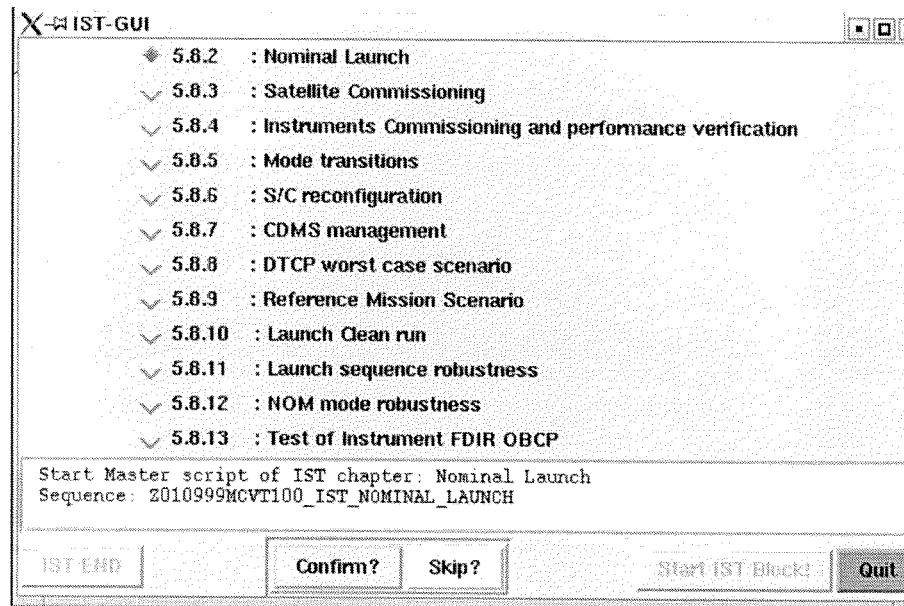 IST-GUI
5.8.2 : Nominal Launch
5.8.3 : Satellite Commissioning
5.8.4 : Instruments Commissioning and performance verification
5.8.5 : Mode transitions
5.8.6 : S/C reconfiguration
5.8.7 : CDMS management
5.8.8 : DTCP worst case scenario
5.8.9 : Reference Mission Scenario
5.8.10 : Launch Clean run
5.8.11 : Launch sequence robustness
5.8.12 : NOM mode robustness
5.8.13 : Test of Instrument FDIR OBCP
Start Master script of IST chapter: Nominal Launch
Sequence: Z010999MCVT100_IST_NOMINAL_LAUNCH
IST END Confirm? Skip? Start IST Block! Quit